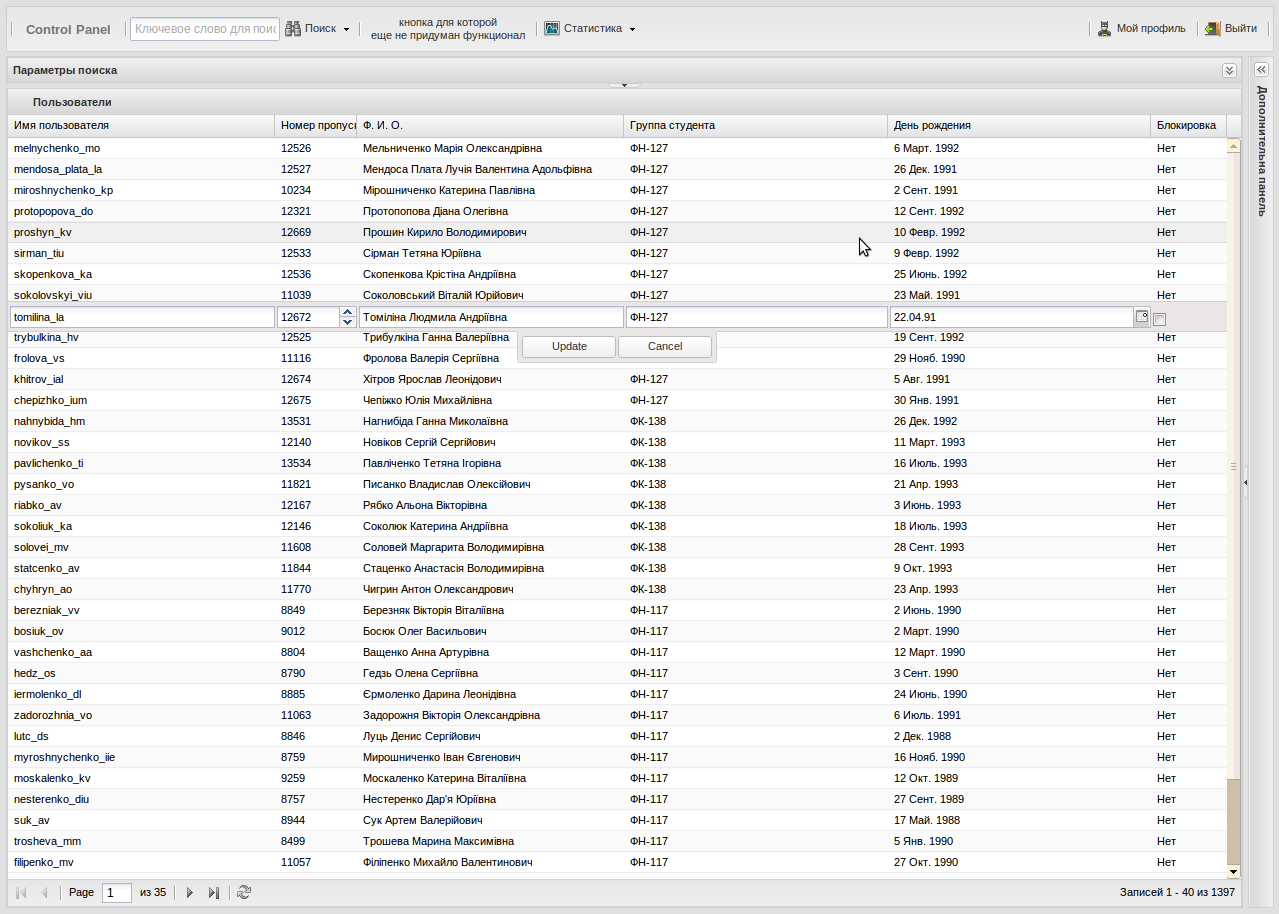 Control Panel
Ключевое слово для пои
Поиск
кнопка для которой
еще не придуман функционал
Статистика
Мой профиль
Выйти
Параметры поиска
Дополнительна панель
Пользователи
Имя пользователя Номер пропус Ф. И. О. Группа студента День рождения Блокировка
melnychenko_mo 12526 Мельниченко Марія Олександрівна ФН-127 6 Март. 1992 Нет
mendosa_plata_la 12527 Мендоса Плата Лучія Валентина Адольфівна ФН-127 26 Дек. 1991 Нет
miroshnychenko_kp 10234 Мірошниченко Катерина Павлівна ФН-127 2 Сент. 1991 Нет
protopopova_do 12321 Протопопова Діана Олегівна ФН-127 12 Сент. 1992 Нет
proshyn_kv 12669 Прошин Кирило Володимирович ФН-127 10 Февр. 1992 Нет
sirman_tiu 12533 Сірман Тетяна Юріївна ФН-127 9 Февр. 1992 Нет
skopenkova_ka 12536 Скопенкова Крістіна Андріївна ФН-127 25 Июнь. 1992 Нет
sokolovskyi_viu 11039 Соколовський Віталій Юрійович ФН-127 23 Май. 1991 Нет
tomilina_la 12672 Томіліна Людмила Андріївна ФН-127 22.04.91
trybulkina_hv 12525 Трибулкіна Ганна Валеріївна 19 Сент. 1992 Нет
Update Cancel
frolova_vs 11116 Фролова Валерія Сергіївна 29 Нояб. 1990 Нет
khitrov_ial 12674 Хітров Ярослав Леонідович ФН-127 5 Авг. 1991 Нет
chepizhko_ium 12675 Чепіжко Юлія Михайлівна ФН-127 30 Янв. 1991 Нет
nahnybida_hm 13531 Нагнибіда Ганна Миколаївна ФК-138 26 Дек. 1992 Нет
novikov_ss 12140 Новіков Сергій Сергійович ФК-138 11 Март. 1993 Нет
pavlichenko_ti 13534 Павліченко Тетяна Ігорівна ФК-138 16 Июль. 1993 Нет
pysanko_vo 11821 Писанко Владислав Олексійович ФК-138 21 Апр. 1993 Нет
riabko_av 12167 Рябко Альона Вікторівна ФК-138 3 Июнь. 1993 Нет
sokoliuk_ka 12146 Соколюк Катерина Андріївна ФК-138 18 Июль. 1993 Нет
solovei_mv 11608 Соловей Маргарита Володимирівна ФК-138 28 Сент. 1993 Нет
statcenko_av 11844 Стаценко Анастасія Володимирівна ФК-138 9 Окт. 1993 Нет
chyhryn_ao 11770 Чигрин Антон Олександрович ФК-138 23 Апр. 1993 Нет
berezniak_vv 8849 Березняк Вікторія Віталіївна ФН-117 2 Июнь. 1990 Нет
bosiuk_ov 9012 Босюк Олег Васильович ФН-117 2 Март. 1990 Нет
vashchenko_aa 8804 Ващенко Анна Артурівна ФН-117 12 Март. 1990 Нет
hedz_os 8790 Гедзь Олена Сергіївна ФН-117 3 Сент. 1990 Нет
iermolenko_dl 8885 Єрмоленко Дарина Леонідівна ФН-117 24 Июнь. 1990 Нет
zadorozhnia_vo 11063 Задорожня Вікторія Олександрівна ФН-117 6 Июль. 1991 Нет
lutc_ds 8846 Луць Денис Сергійович ФН-117 2 Дек. 1988 Нет
myroshnychenko_iie 8759 Мирошниченко Іван Євгенович ФН-117 16 Нояб. 1990 Нет
moskalenko_kv 9259 Москаленко Катерина Віталіївна ФН-117 12 Окт. 1989 Нет
nesterenko_diu 8757 Нестеренко Дар'я Юріївна ФН-117 27 Сент. 1989 Нет
suk_av 8944 Сук Артем Валерійович ФН-117 17 Май. 1988 Нет
trosheva_mm 8499 Трошева Марина Максимівна ФН-117 5 Янв. 1990 Нет
filipenko_mv 11057 Філіпенко Михайло Валентинович ФН-117 27 Окт. 1990 Нет
Page 1 из 35
Записей 1 - 40 из 1397